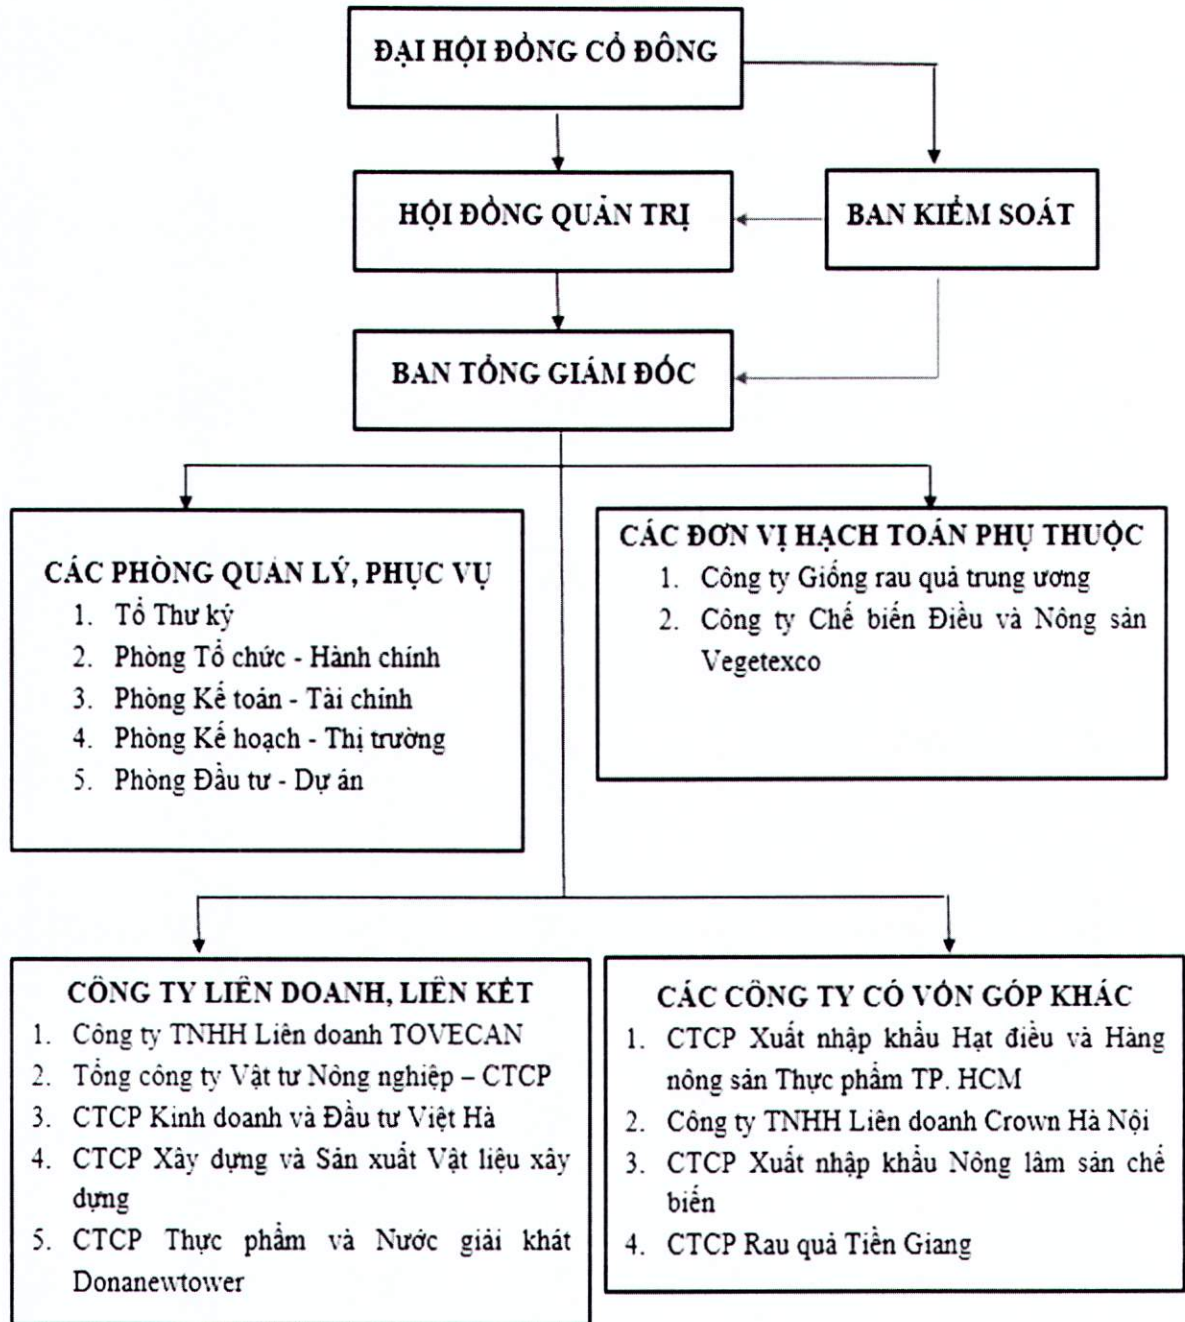 ĐẠI HỘI ĐỒNG CỔ ĐÔNG
HỘI ĐỒNG QUẢN TRỊ
BAN KIỂM SOÁT
BAN TỔNG GIÁM ĐỐC
CÁC PHÒNG QUẢN LÝ, PHỤC VỤ
1. Tổ Thư ký
2. Phòng Tổ chức - Hành chính
3. Phòng Kế toán - Tài chính
4. Phòng Kế hoạch - Thị trường
5. Phòng Đầu tư - Dự án
CÁC ĐƠN VỊ HẠCH TOÁN PHỤ THUỘC
1. Công ty Giống rau quả trung ương
2. Công ty Chế biến Điều và Nông sản
Vegetexco
CÔNG TY LIÊN DOANH, LIÊN KẾT
1. Công ty TNHH Liên doanh TOVECAN
2. Tổng công ty Vật tư Nông nghiệp – CTCP
3. CTCP Kinh doanh và Đầu tư Việt Hà
4. CTCP Xây dựng và Sản xuất Vật liệu xây
dựng
5. CTCP Thực phẩm và Nước giải khát
Donanewtower
CÁC CÔNG TY CÓ VỐN GÓP KHÁC
1. CTCP Xuất nhập khẩu Hạt điều và Hàng
nông sản Thực phẩm TP. HCM
2. Công ty TNHH Liên doanh Crown Hà Nội
3. CTCP Xuất nhập khẩu Nông lâm sản chế
biến
4. CTCP Rau quả Tiền Giang